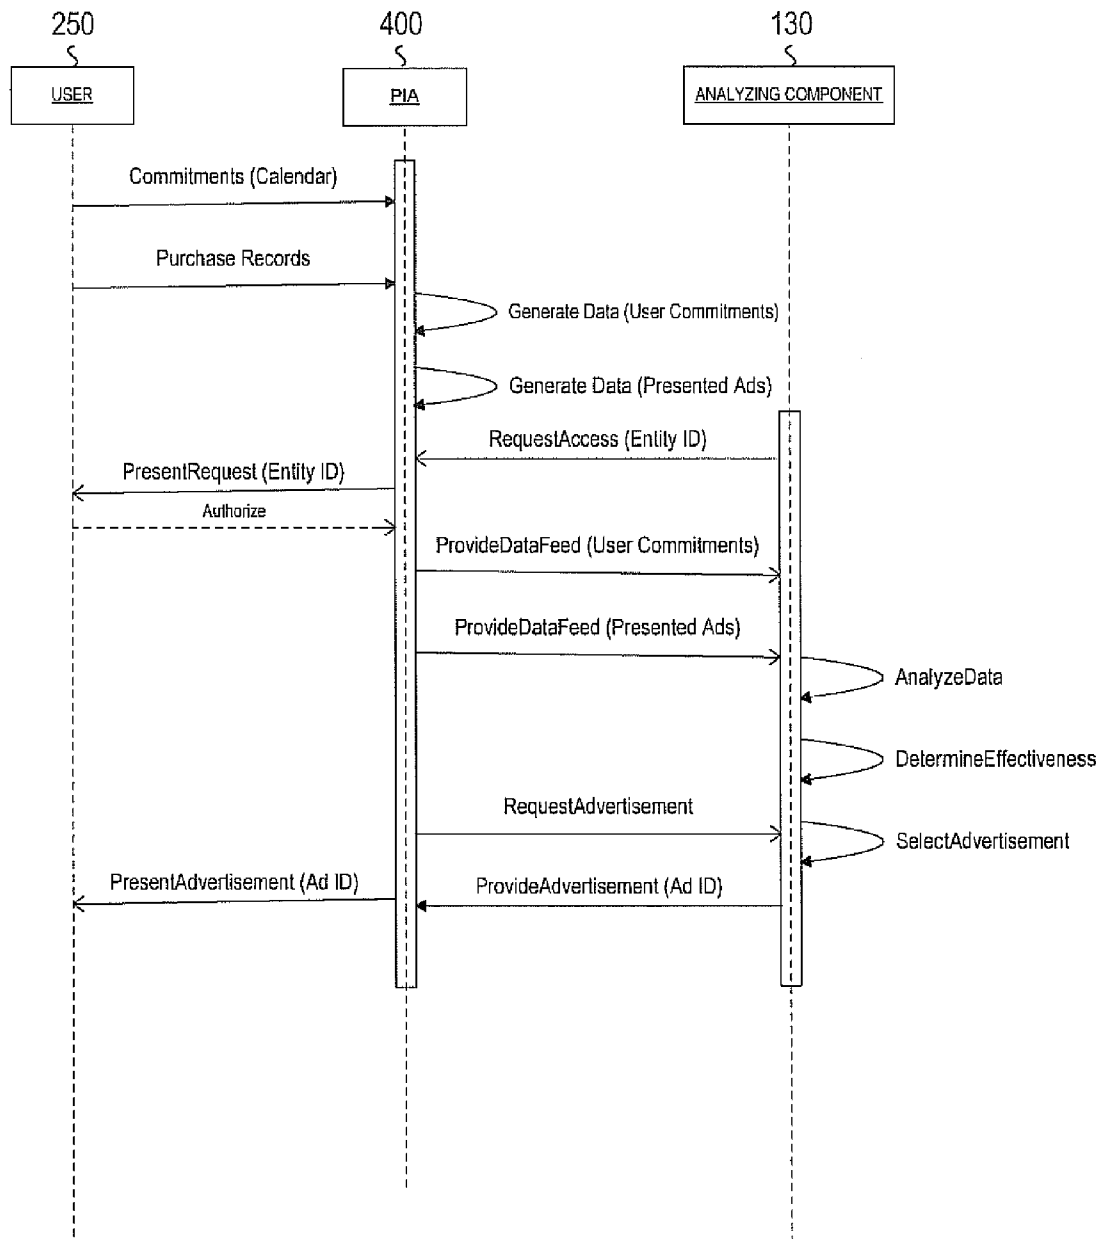 250
400
130
USER
PIA
ANALYZING COMPONENT
Commitments (Calendar)
Purchase Records
Generate Data (User Commitments)
Generate Data (Presented Ads)
RequestAccess (Entity ID)
PresentRequest (Entity ID)
Authorize
ProvideDataFeed (User Commitments)
ProvideDataFeed (Presented Ads)
AnalyzeData
DetermineEffectiveness
RequestAdvertisement
SelectAdvertisement
PresentAdvertisement (Ad ID)
ProvideAdvertisement (Ad ID)